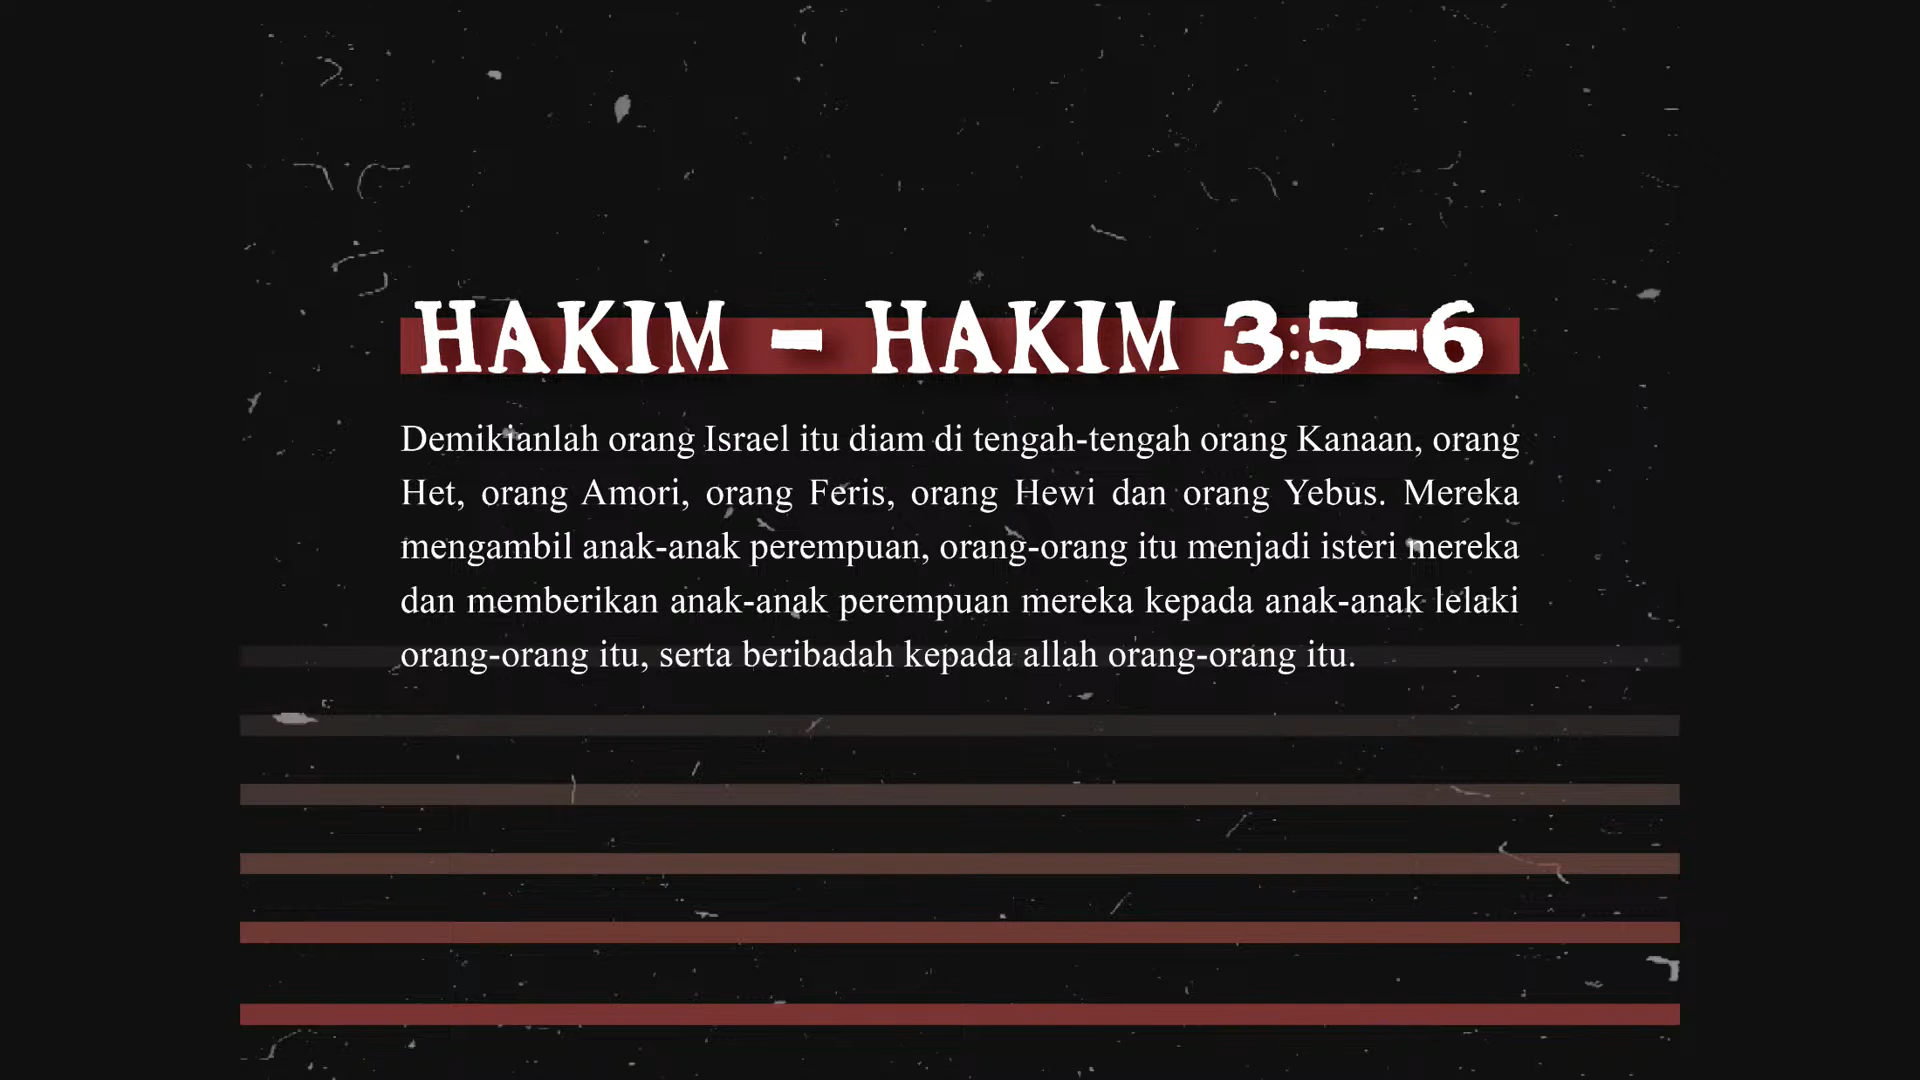 HAKIM - HAKIM 3:5-6
Demikianlah orang Israel itu diam di tengah-tengah orang Kanaan, orang
Het, orang Amori, orang Feris, orang Hewi dan orang Yebus. Mereka
mengambil anak-anak perempuan, orang-orang itu menjadi isteri mereka
dan memberikan anak-anak perempuan mereka kepada anak-anak lelaki
orang-orang itu, serta beribadah kepada allah orang-orang itu.